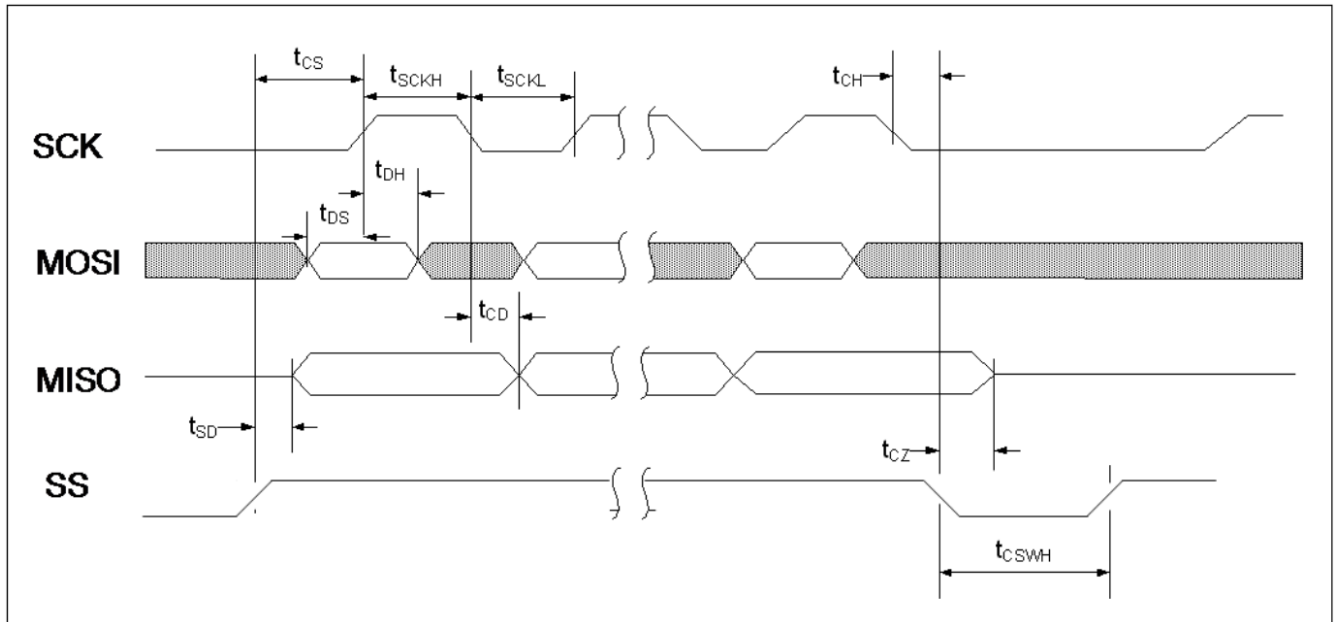 tCS
tSCKH
tSCKL
tCH
SCK
tDH
tDS
MOSI
tCD
MISO
tSD
tCZ
SS
tCSWH